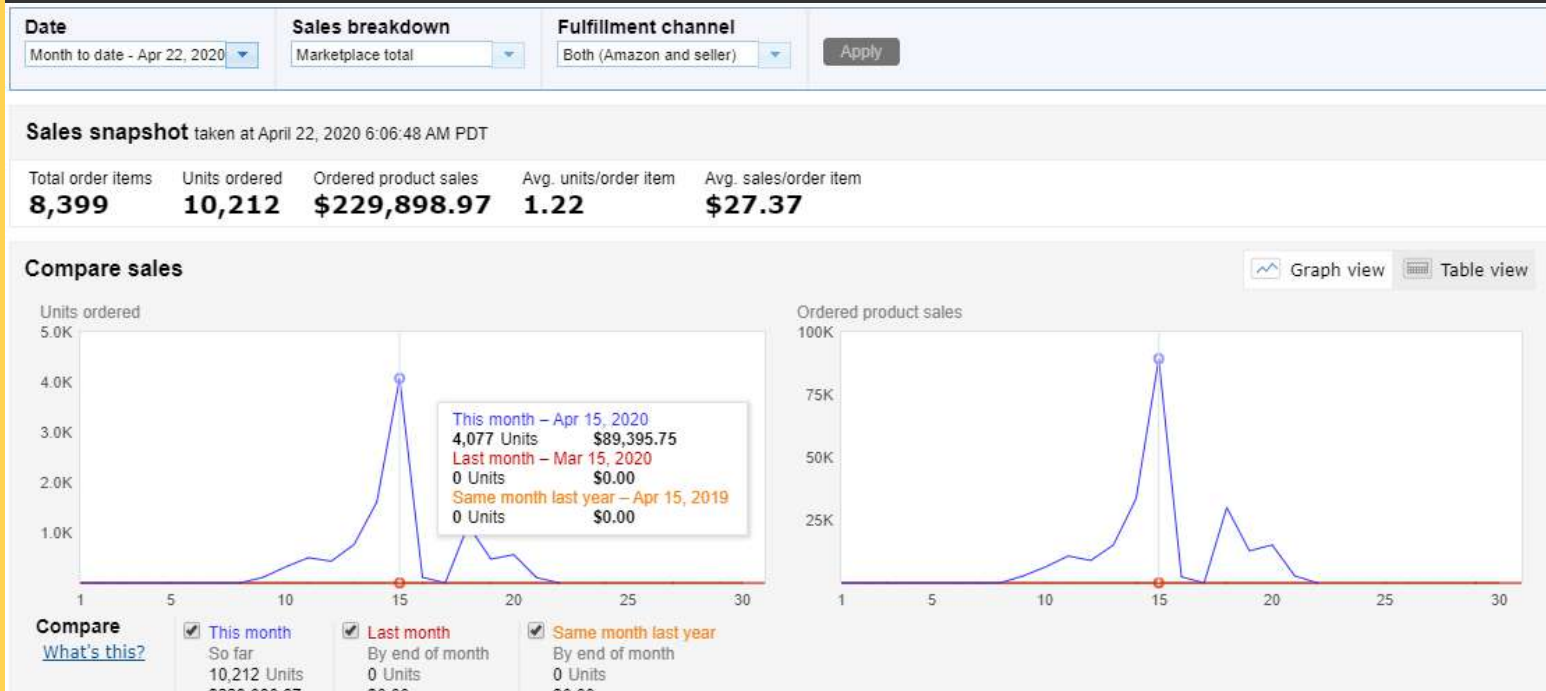 Date Sales breakdown Fulfillment channel
Month to date - Apr 22, 2020 Marketplace total Both (Amazon and seller) Apply
Sales snapshot taken at April 22, 2020 6:06:48 AM PDT
Total order items Units ordered Ordered product sales Avg. units/order item Avg. sales/order item
8,399 10,212 $229,898.97 1.22 $27.37
Compare sales
Graph view Table view
Units ordered
5.0K
4.0K
3.0K
2.0K
1.0K
1 5 10 15 20 25 30
This month – Apr 15, 2020
4,077 Units $89,395.75
Last month – Mar 15, 2020
0 Units $0.00
Same month last year – Apr 15, 2019
0 Units $0.00
Ordered product sales
100K
75K
50K
25K
1 5 10 15 20 25 30
Compare
What's this?
This month
So far
10,212 Units
Last month
By end of month
0 Units
Same month last year
By end of month
0 Units